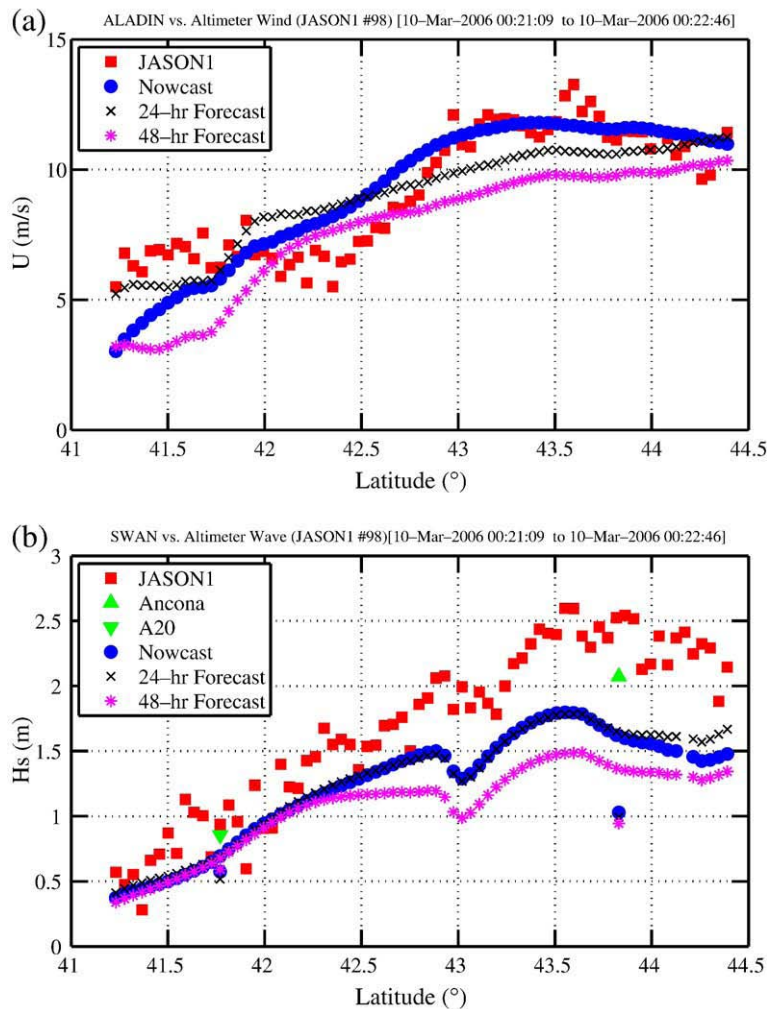 (a)
ALADIN vs. Altimeter Wind (JASON1 #98) [10−Mar−2006 00:21:09 to 10−Mar−2006 00:22:46]
15
10
5
0
U (m/s)
JASON1
Nowcast
24−hr Forecast
48−hr Forecast
41 41.5 42 42.5 43 43.5 44 44.5
Latitude (°)
(b)
SWAN vs. Altimeter Wave (JASON1 #98)[10−Mar−2006 00:21:09 to 10−Mar−2006 00:22:46]
3
2.5
2
1.5
1
0.5
0
Hs (m)
JASON1
Ancona
A20
Nowcast
24−hr Forecast
48−hr Forecast
41 41.5 42 42.5 43 43.5 44 44.5
Latitude (°)